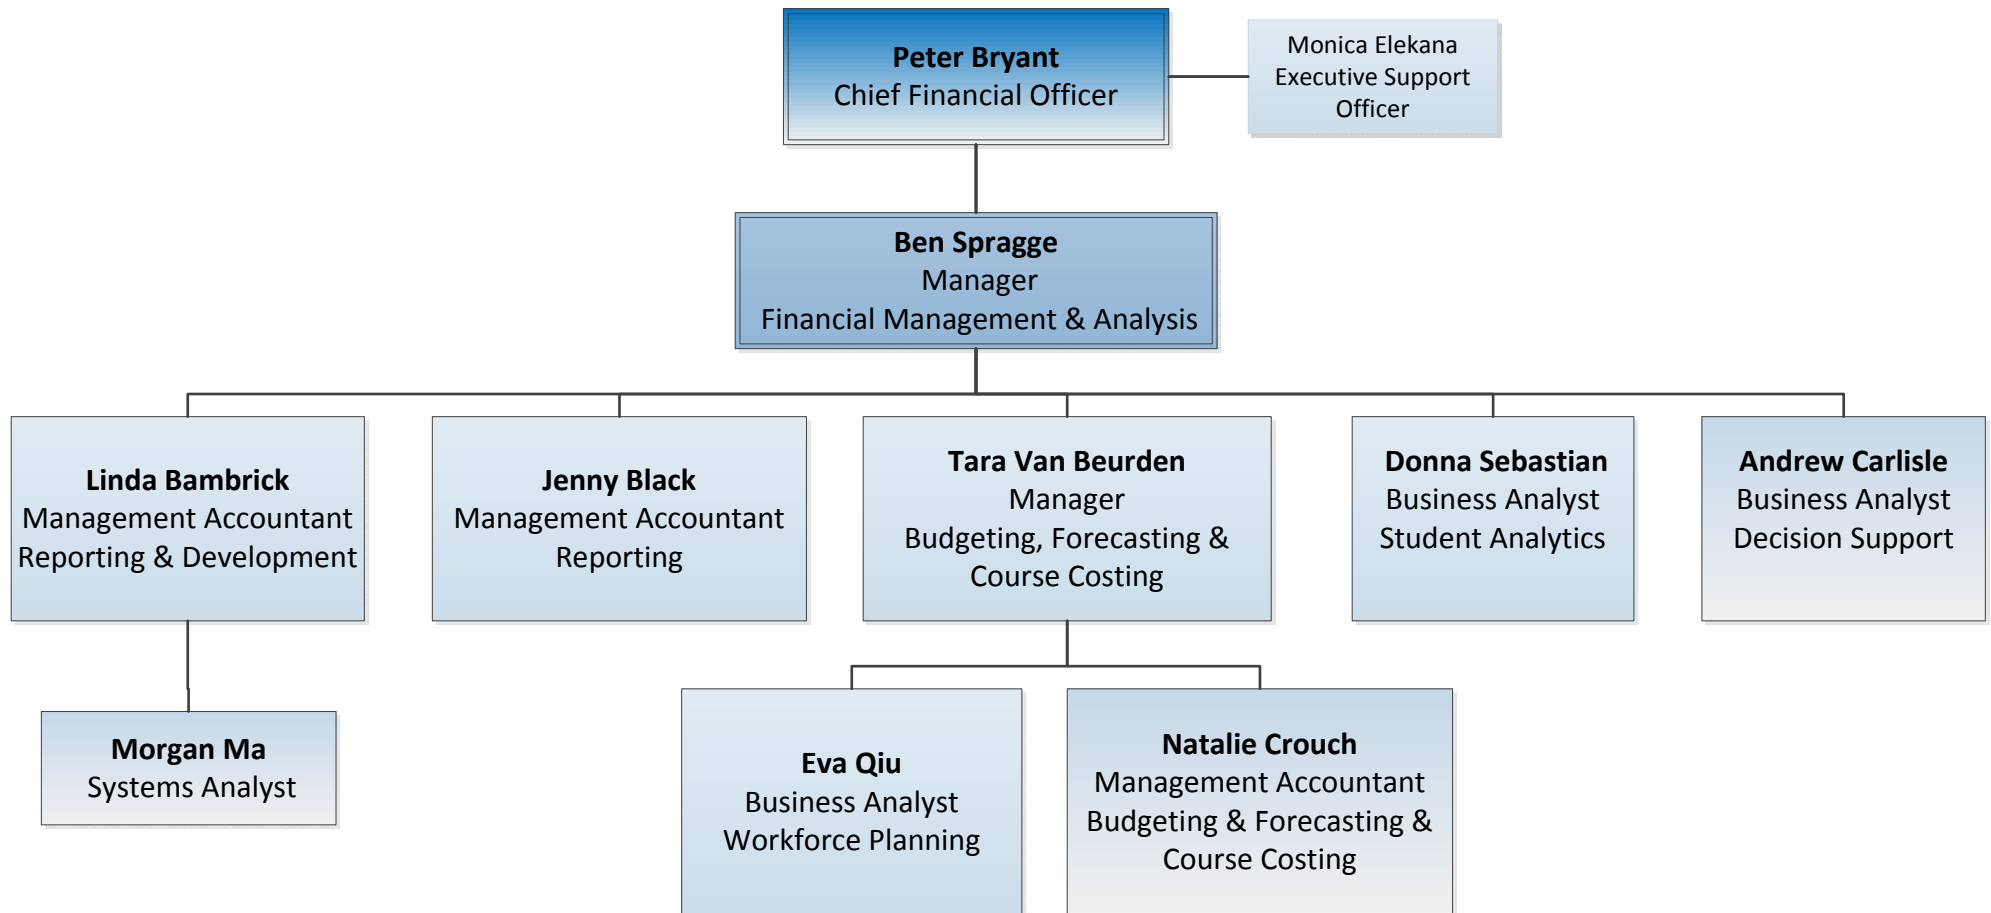 Peter Bryant
Chief Financial Officer
Monica Elekana
Executive Support
Officer
Ben Spragge
Manager
Financial Management & Analysis
Linda Bambrick
Management Accountant
Reporting & Development
Jenny Black
Management Accountant
Reporting
Tara Van Beurden
Manager
Budgeting, Forecasting &
Course Costing
Donna Sebastian
Business Analyst
Student Analytics
Andrew Carlisle
Business Analyst
Decision Support
Morgan Ma
Systems Analyst
Eva Qiu
Business Analyst
Workforce Planning
Natalie Crouch
Management Accountant
Budgeting & Forecasting &
Course Costing